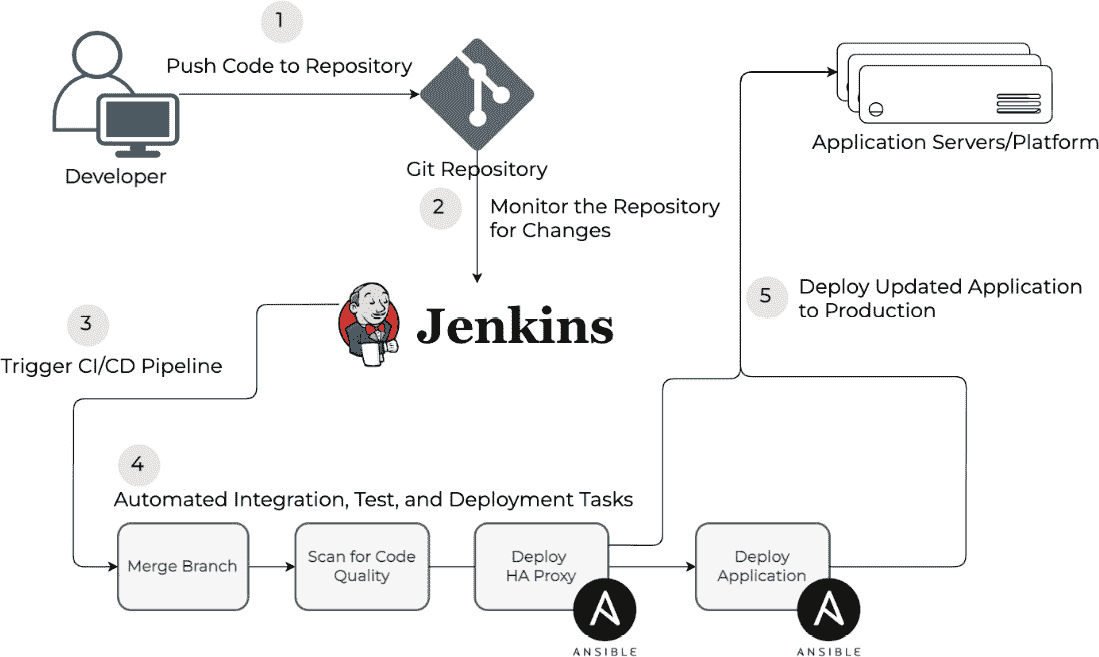 1
Push Code to Repository
Developer
Git Repository
Application Servers/Platform
2
Monitor the Repository
for Changes
3
Trigger CI/CD Pipeline
Jenkins
5
Deploy Updated Application
to Production
4
Automated Integration, Test, and Deployment Tasks
Merge Branch
Scan for Code
Quality
Deploy
HA Proxy
ANSIBLE
Deploy
Application
ANSIBLE